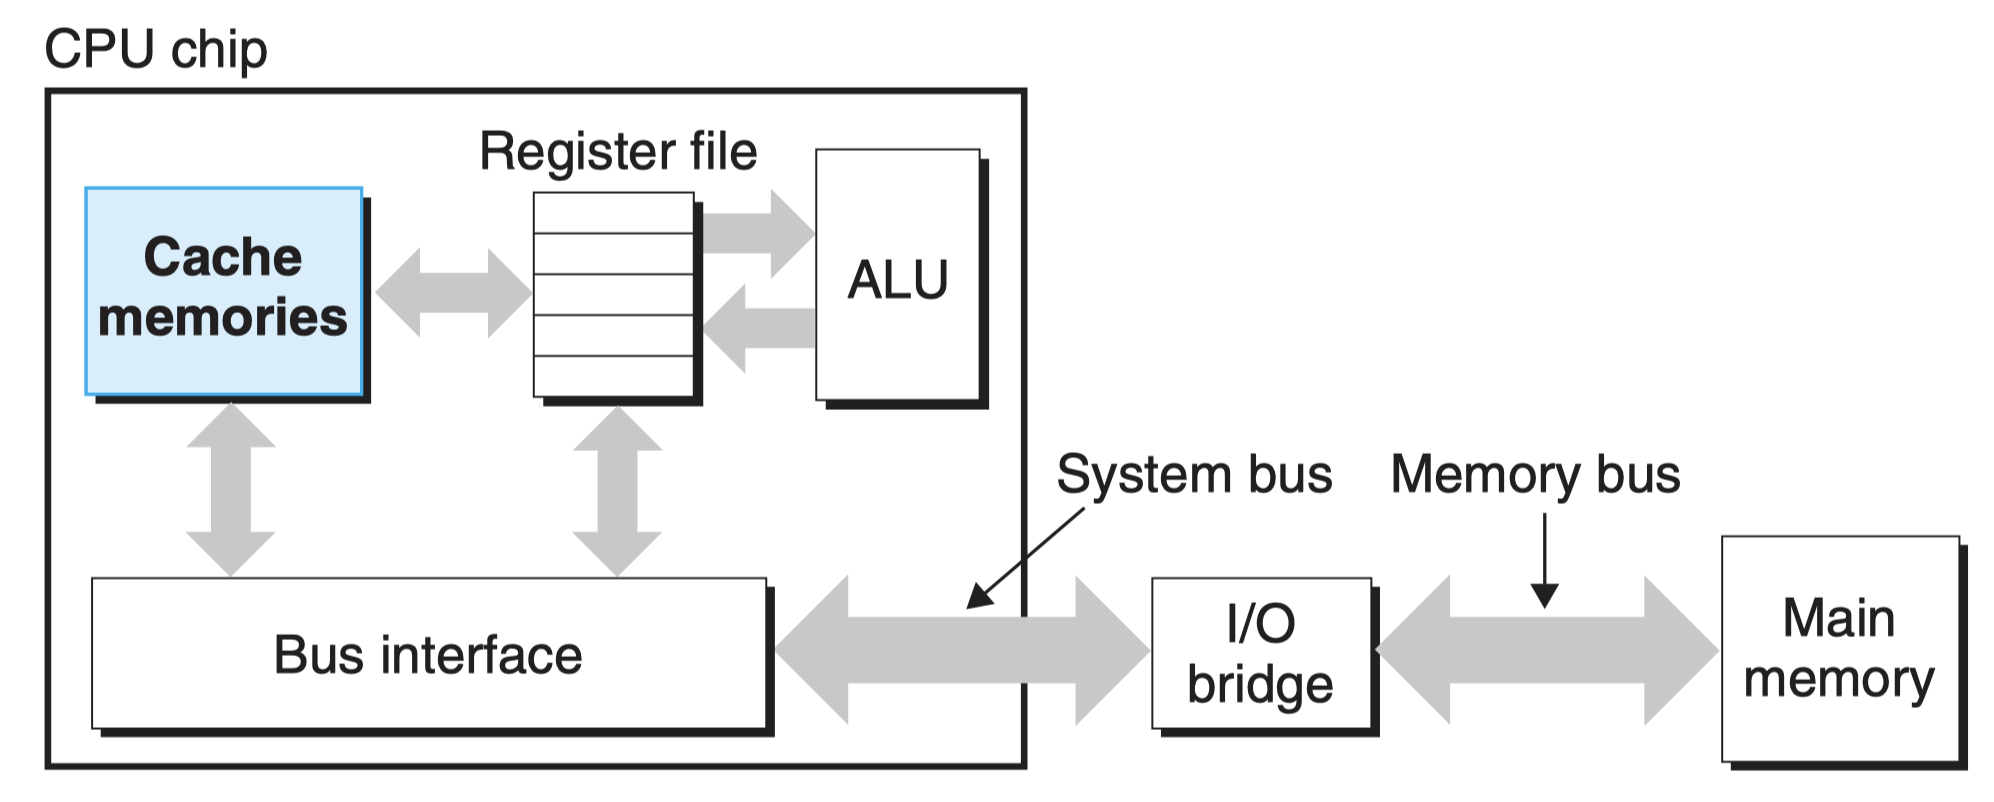 CPU chip
Register file
Cache
memories
ALU
System bus
Memory bus
Bus interface
I/O
bridge
Main
memory